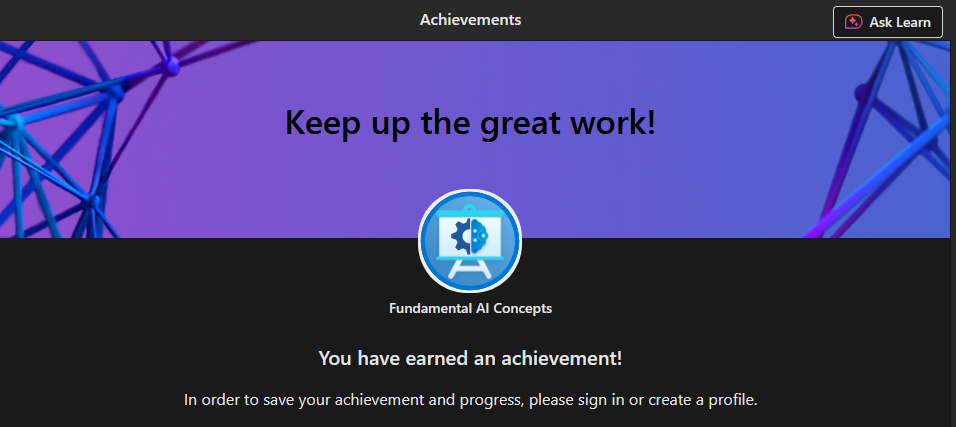 Achievements
Ask Learn
Keep up the great work!
Fundamental AI Concepts
You have earned an achievement!
In order to save your achievement and progress, please sign in or create a profile.